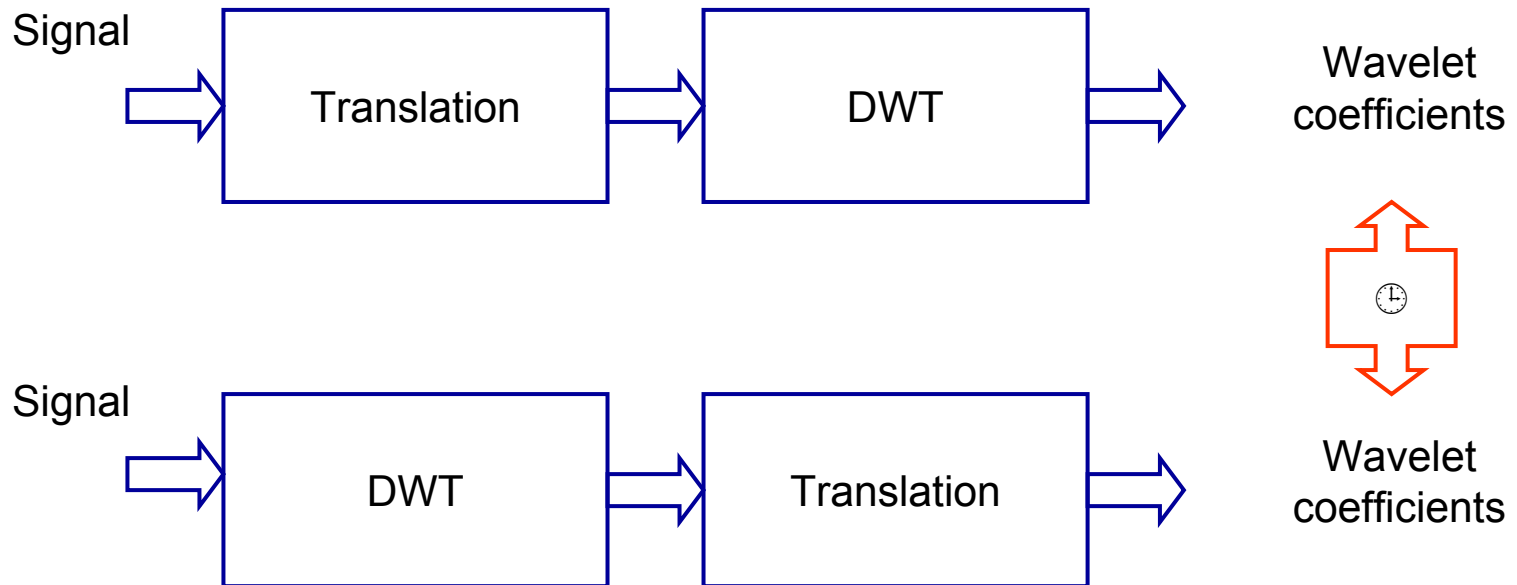 Signal
Translation
DWT
Wavelet
coefficients
🕒
Signal
DWT
Translation
Wavelet
coefficients